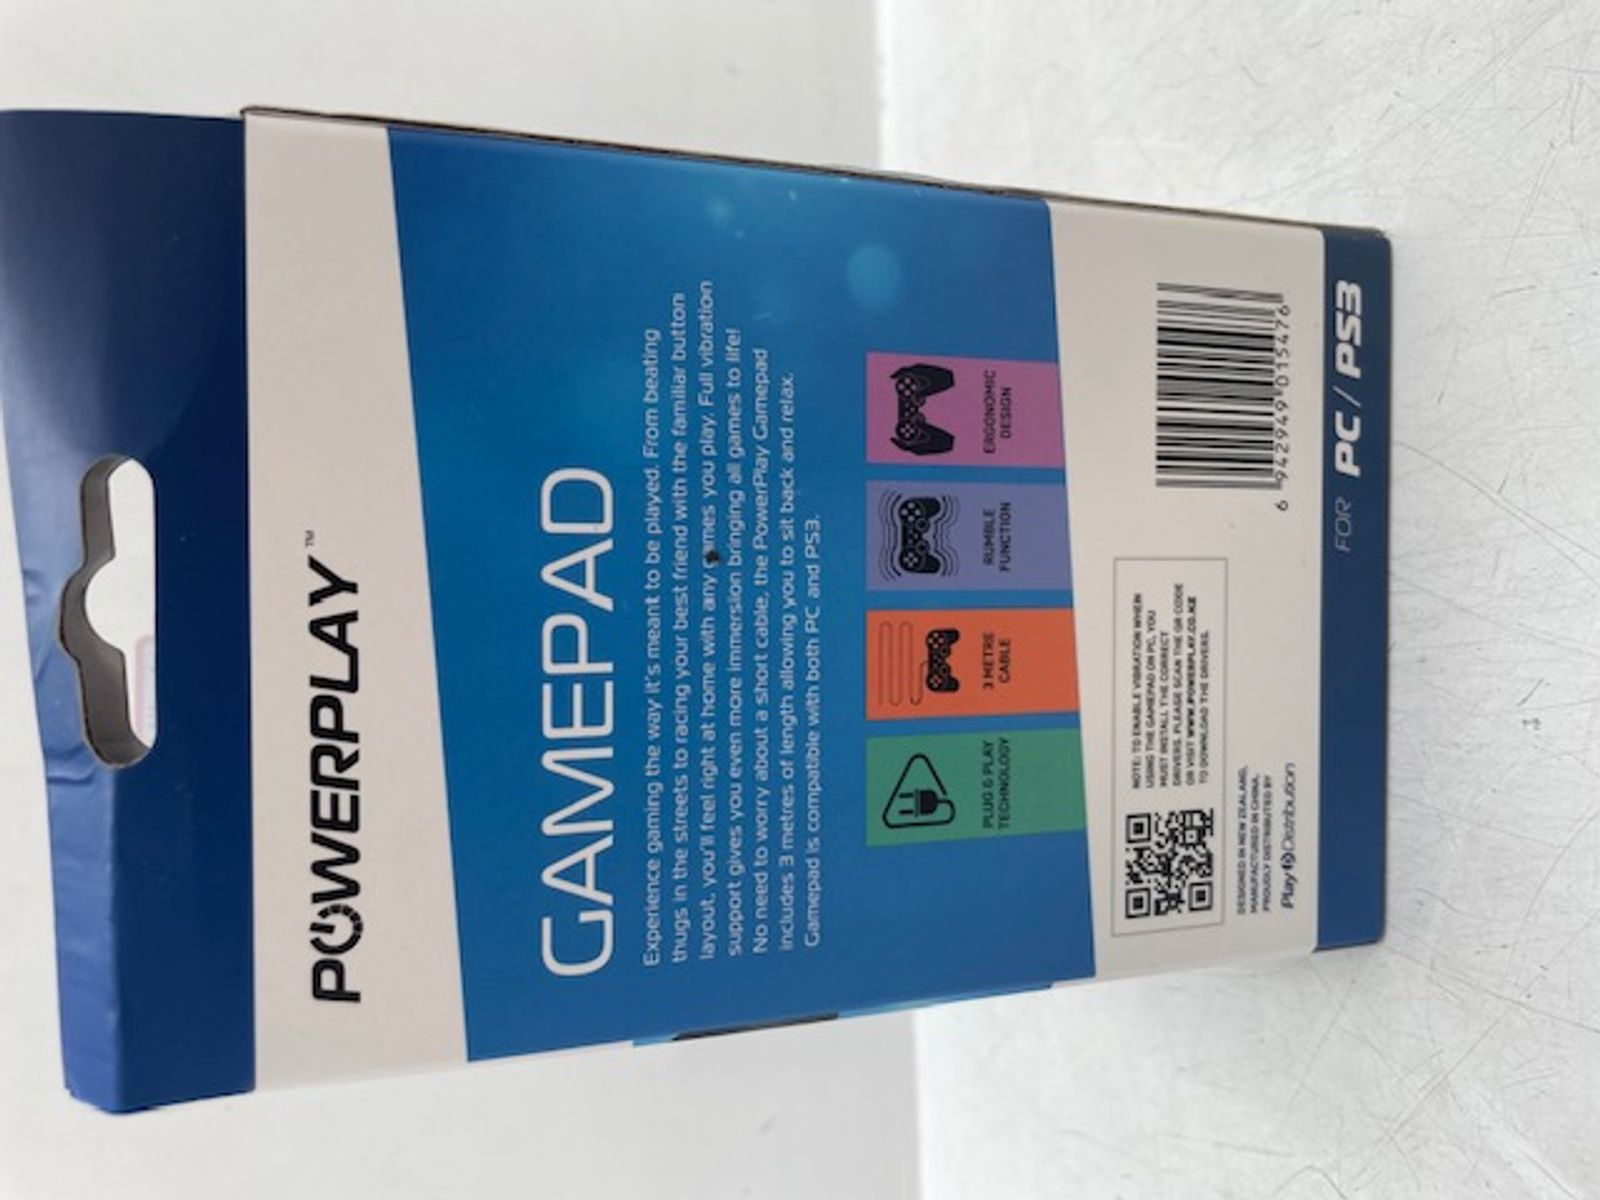 POWERPLAY™
GAMEPAD
Experience gaming the way it's meant to be played. From beating
thugs in the streets to racing your best friend with the familiar button
layout, you'll feel right at home with any games you play. Full vibration
support gives you even more immersion bringing all games to life!
No need to worry about a short cable, the PowerPlay Gamepad
includes 3 metres of length allowing you to sit back and relax.
Gamepad is compatible with both PC and PS3.
PLUG & PLAY
TECHNOLOGY
3 METRE
CABLE
RUMBLE
FUNCTION
ERGONOMIC
DESIGN
NOTE: TO ENABLE VIBRATION WHEN
USING THE GAMEPAD ON PC, YOU
MUST INSTALL THE CORRECT
DRIVERS. PLEASE SCAN THE QR CODE
OR VISIT WWW.POWERPLAY.CO.NZ
TO DOWNLOAD THE DRIVERS.
DESIGNED IN NEW ZEALAND,
MANUFACTURED IN CHINA,
PROUDLY DISTRIBUTED BY
Play Distribution
6 942949 015476
FOR PC / PS3